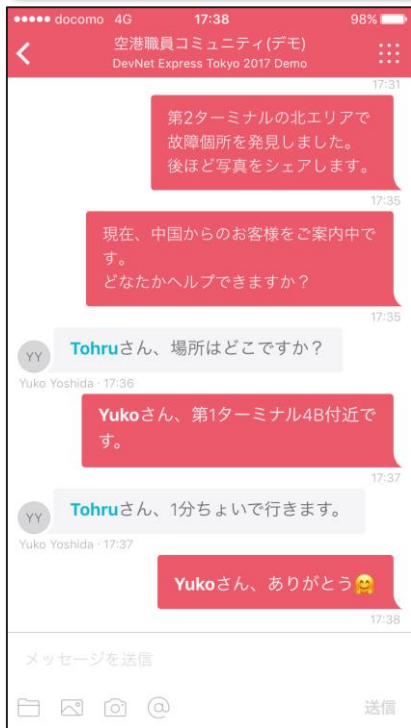 docomo 4G 17:38 98%
空港職員コミュニティ(デモ)
DevNet Express Tokyo 2017 Demo
17:31
第2ターミナルの北エリアで
故障個所を発見しました。
後ほど写真をシェアします。
17:35
現在、中国からのお客様をご案内中で
す。
どなたかヘルプできますか？
17:35
YY
Tohruさん、場所はどこですか？
Yuko Yoshida · 17:36
Yukoさん、第1ターミナル4B付近で
す。
17:37
YY
Tohruさん、1分ちょいで行きます。
Yuko Yoshida · 17:37
Yukoさん、ありがとう🤗
17:38
メッセージを送信
@
送信